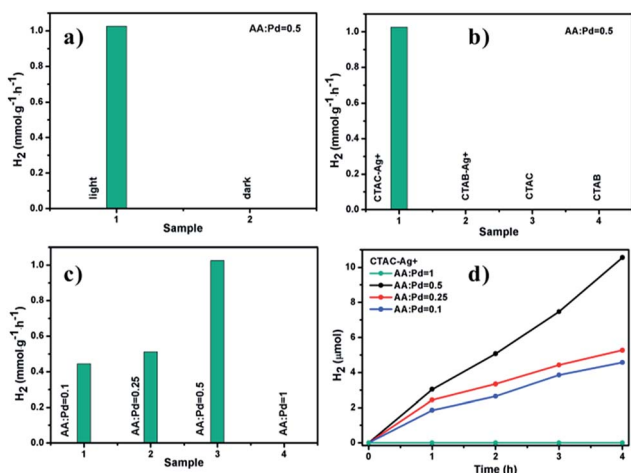 a)
AA:Pd=0.5
H2 (mmol·g-1·h-1)
1.0
0.8
0.6
0.4
0.2
0.0
light
dark
1 2
Sample
b)
AA:Pd=0.5
H2 (mmol·g-1·h-1)
1.0
0.8
0.6
0.4
0.2
0.0
CTAC-Ag+
CTAB-Ag+
CTAC
CTAB
1 2 3 4
Sample
c)
H2 (mmol·g-1·h-1)
1.0
0.8
0.6
0.4
0.2
0.0
AA:Pd=0.1
AA:Pd=0.25
AA:Pd=0.5
AA:Pd=1
1 2 3 4
Sample
d)
CTAC-Ag+
AA:Pd=1
AA:Pd=0.5
AA:Pd=0.25
AA:Pd=0.1
H2 (μmol)
10
8
6
4
2
0
0 1 2 3 4
Time (h)